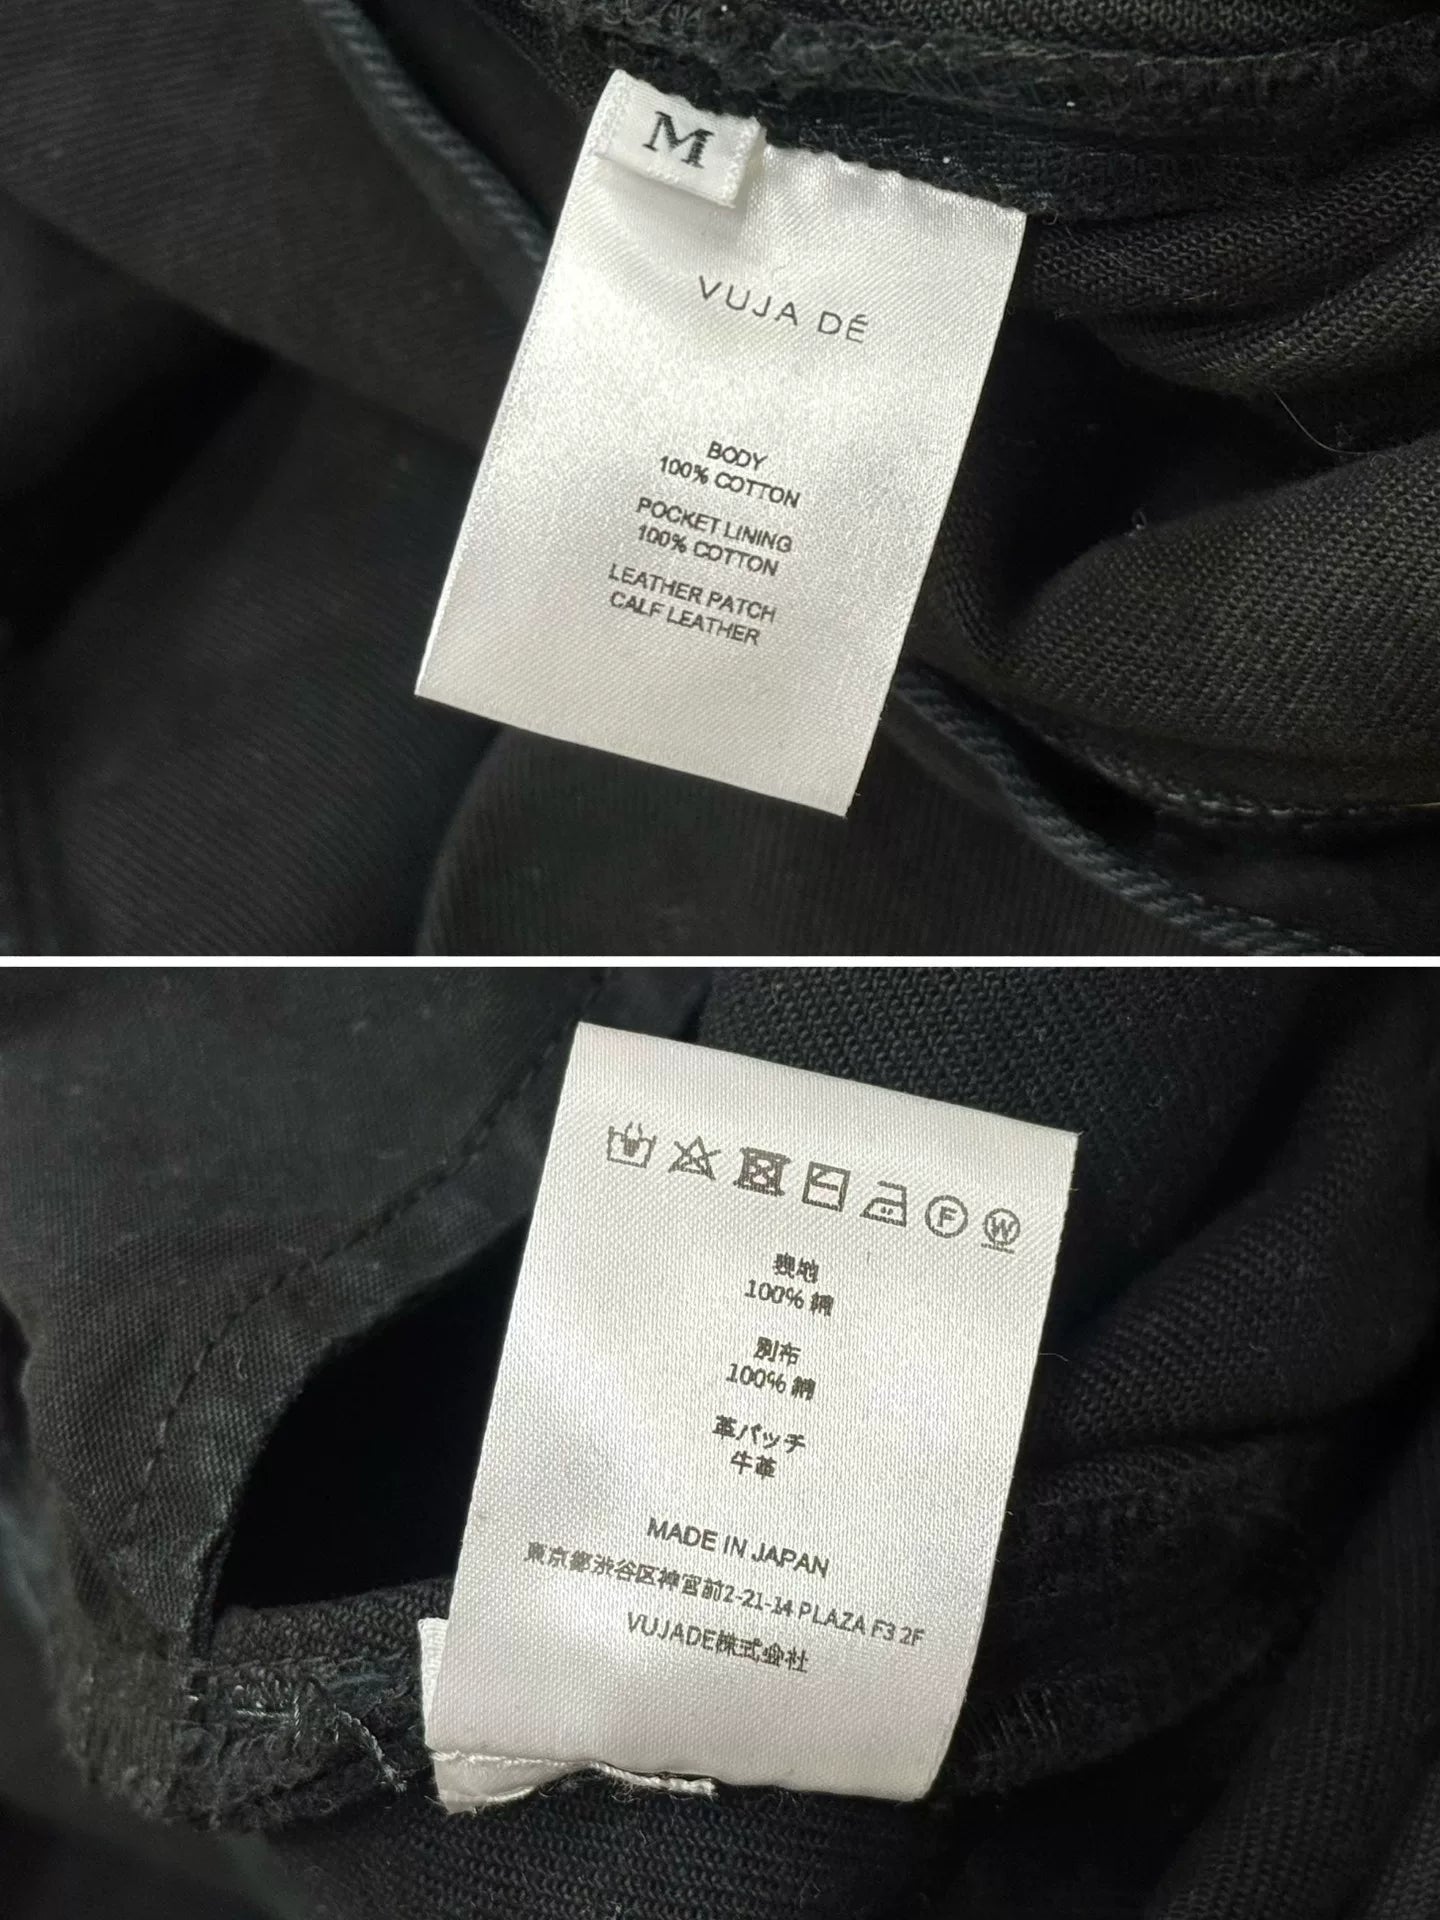 M
VUJA DÉ
BODY
100% COTTON
POCKET LINING
100% COTTON
LEATHER PATCH
CALF LEATHER
F
W
表地
100% 綿
別布
100% 綿
革パッチ
牛革
MADE IN JAPAN
東京都渋谷区神宮前2-21-14 PLAZA F3 2F
VUJADE株式会社